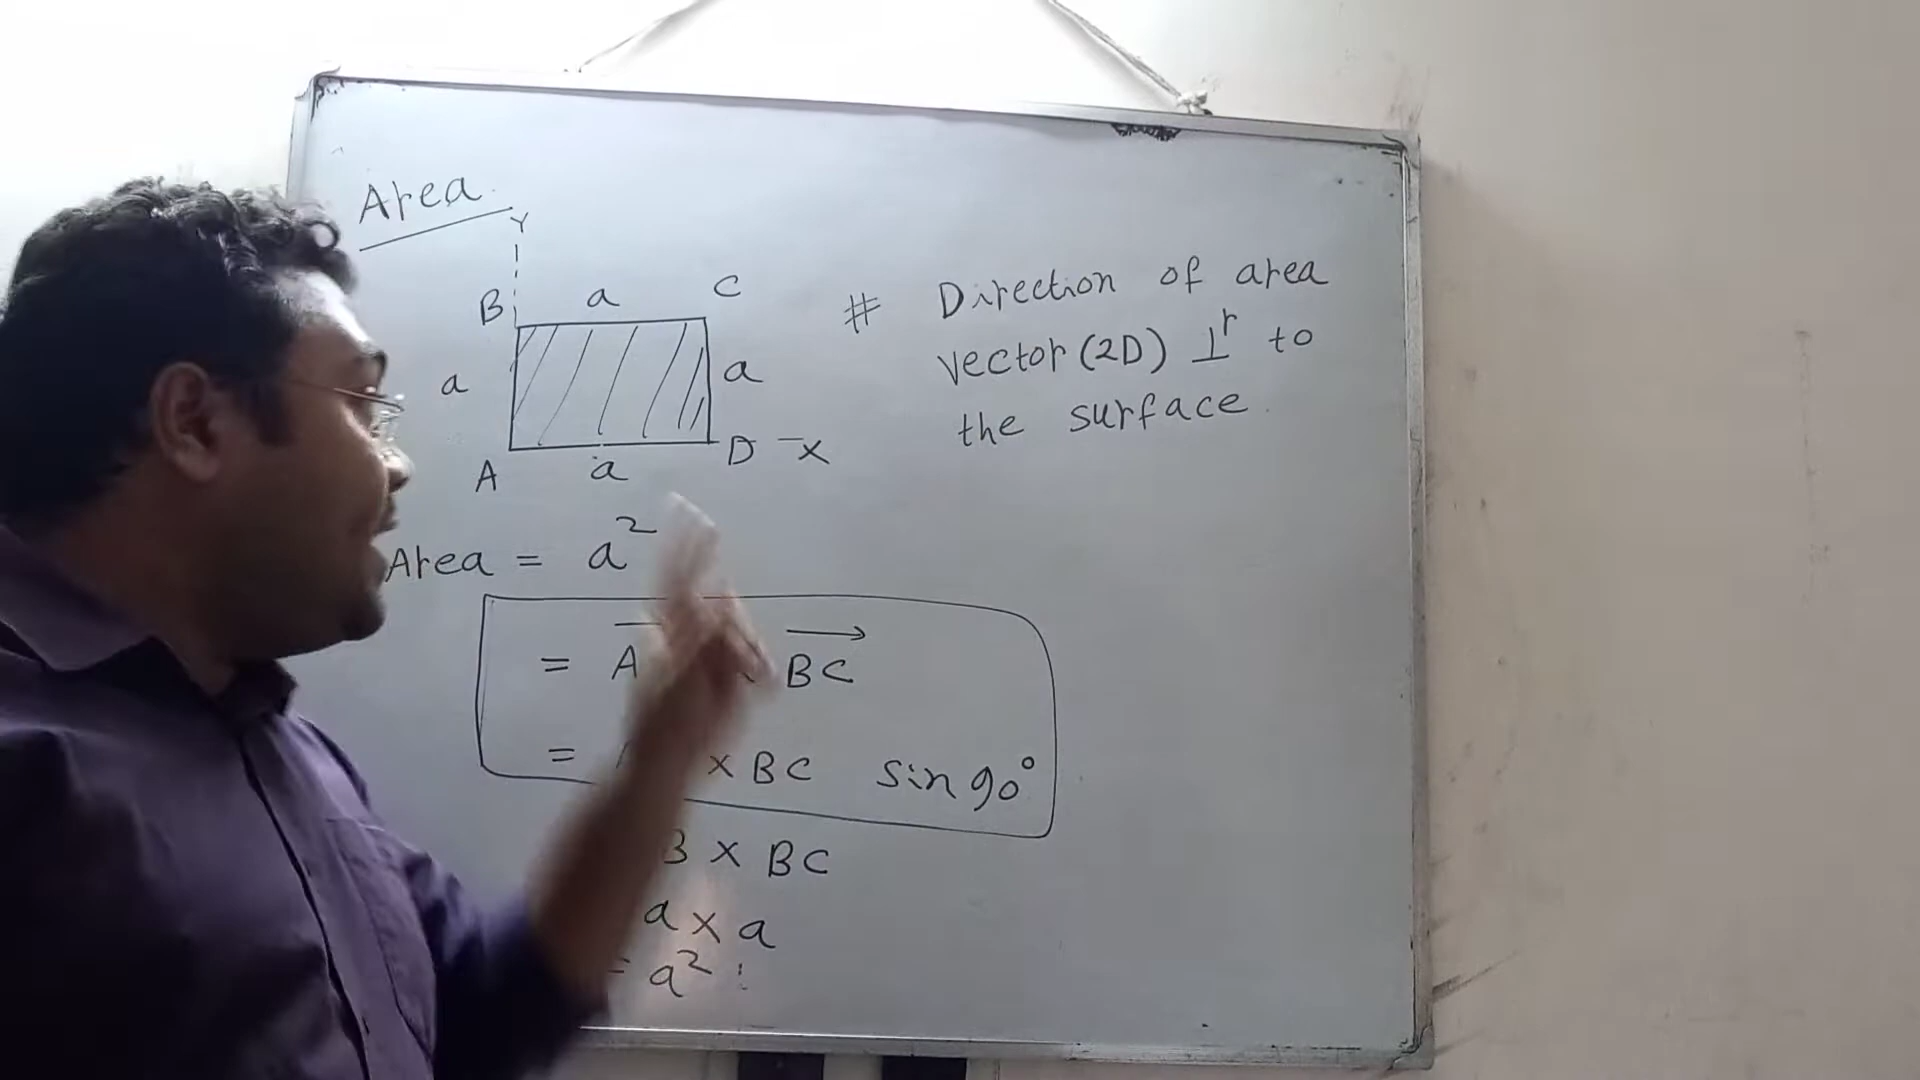 Area
Y
B a C
a a
A a D X
# Direction of area
vector (2D) ⊥r to
the surface.
Area = a²
= A BC
= × BC sin 90°
B × BC
a × a
= a²